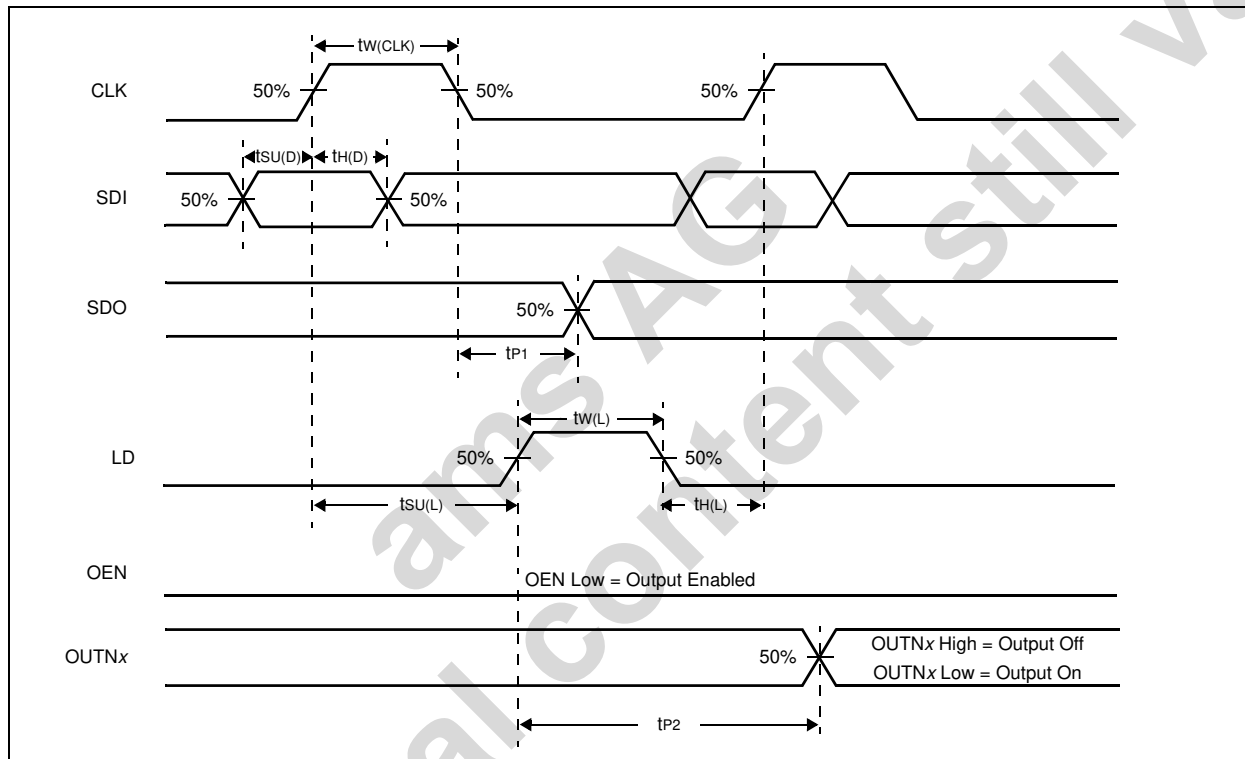 tW(CLK)
CLK 50% 50% 50%
tSU(D) tH(D)
SDI 50% 50%
SDO 50%
tP1
tW(L)
LD 50% 50%
tSU(L) tH(L)
OEN OEN Low = Output Enabled
OUTNx 50% OUTNx High = Output Off
OUTNx Low = Output On
tP2
ams AG
al content still va